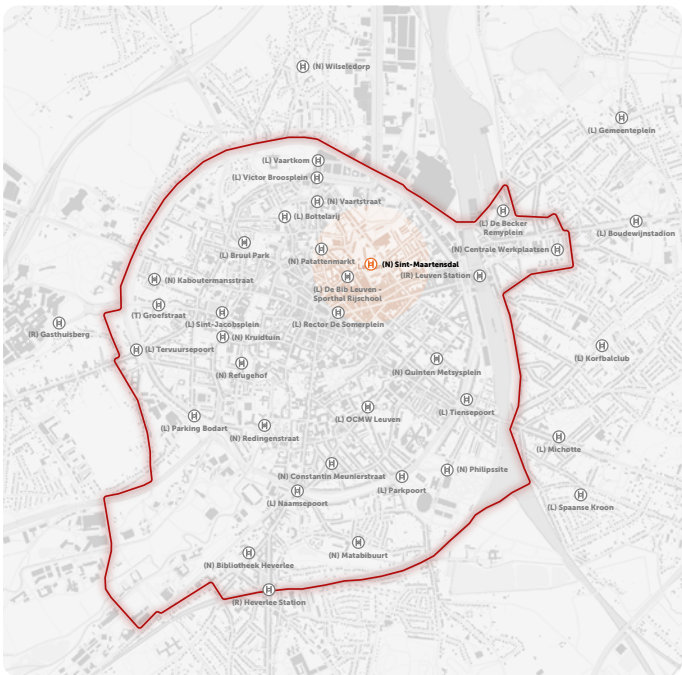 (N) Wilseledorp
(L) Gemeenteplein
(L) Vaartkom
(L) Victor Broosplein
(N) Vaartstraat
(L) Bottelarij
(L) De Becker
Remyplein
(L) Boudewijnstadion
(L) Bruul Park
(N) Patattenmarkt
(N) Centrale Werkplaatsen
(N) Sint-Maartensdal
(IR) Leuven Station
(N) Kaboutermansstraat
(L) De Bib Leuven -
Sporthal Rijschool
(T) Groefstraat
(L) Sint-Jacobsplein
(L) Rector De Somerplein
(R) Gasthuisberg
(N) Kruidtuin
(L) Tervuursepoort
(L) Korfbalclub
(N) Refugehof
(N) Quinten Metsysplein
(L) Tiensepoort
(L) Parking Bodart
(L) OCMW Leuven
(N) Redingenstraat
(L) Michotte
(N) Constantin Meunierstraat
(N) Philipssite
(L) Parkpoort
(L) Naamsepoort
(L) Spaanse Kroon
(N) Matabibuurt
(N) Bibliotheek Heverlee
(R) Heverlee Station